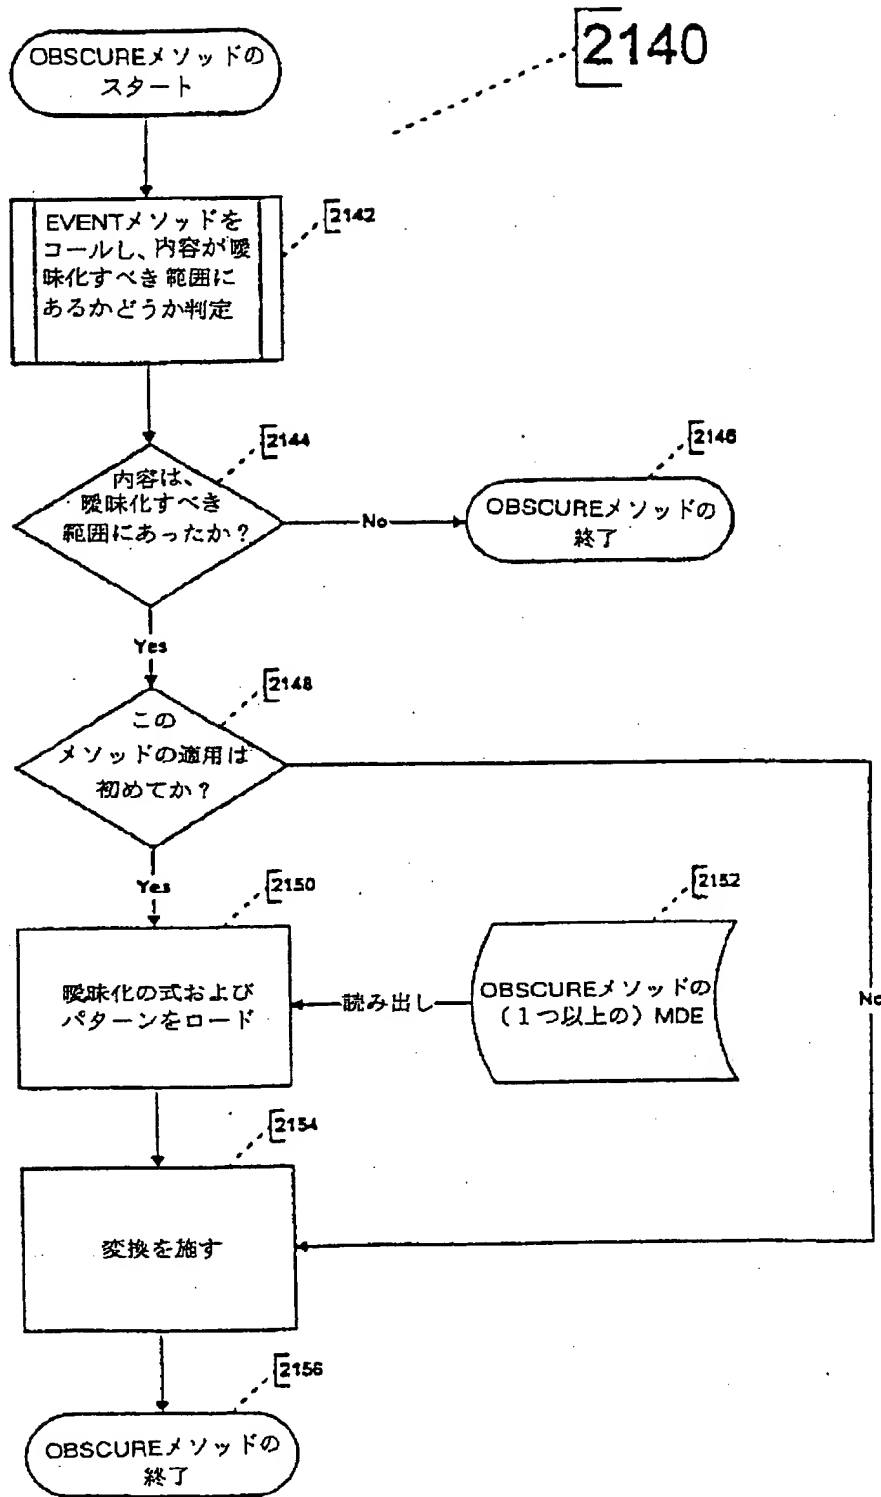 2140
OBSCUREメソッドの
スタート
2142
EVENTメソッドを
コールし、内容が曖
昧化すべき範囲に
あるかどうか判定
2144
内容は、
曖昧化すべき
範囲にあったか？
No
2146
OBSCUREメソッドの
終了
Yes
2148
この
メソッドの適用は
初めてか？
No
Yes
2150
曖昧化の式および
パターンをロード
読み出し
2152
OBSCUREメソッドの
（１つ以上の）MDE
2154
変換を施す
2156
OBSCUREメソッドの
終了